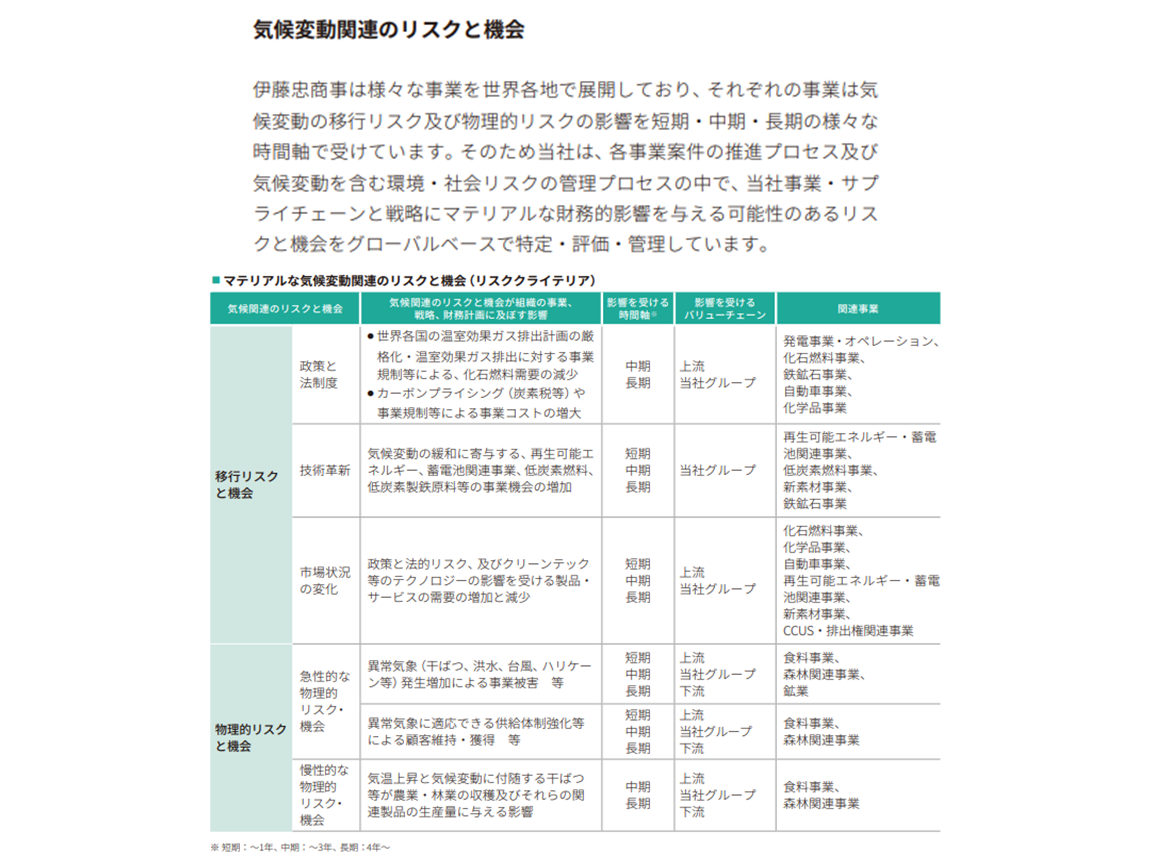 気候変動関連のリスクと機会
伊藤忠商事は様々な事業を世界各地で展開しており、それぞれの事業は気
候変動の移行リスク及び物理的リスクの影響を短期・中期・長期の様々な
時間軸で受けています。そのため当社は、各事業案件の推進プロセス及び
気候変動を含む環境・社会リスクの管理プロセスの中で、当社事業・サプ
ライチェーンと戦略にマテリアルな財務的影響を与える可能性のあるリス
クと機会をグローバルベースで特定・評価・管理しています。
■ マテリアルな気候変動関連のリスクと機会（リスククライテリア）
気候関連のリスクと機会
気候関連のリスクと機会が組織の事業、
戦略、財務計画に及ぼす影響
影響を受ける
時間軸※
影響を受ける
バリューチェーン
関連事業
移行リスク
と機会
政策と
法制度
● 世界各国の温室効果ガス排出計画の厳
格化・温室効果ガス排出に対する事業
規制等による、化石燃料需要の減少
● カーボンプライシング（炭素税等）や
事業規制等による事業コストの増大
中期
長期
上流
当社グループ
発電事業・オペレーション、
化石燃料事業、
鉄鉱石事業、
自動車事業、
化学品事業
技術革新
気候変動の緩和に寄与する、再生可能エ
ネルギー、蓄電池関連事業、低炭素燃料、
低炭素製鉄原料等の事業機会の増加
短期
中期
長期
当社グループ
再生可能エネルギー・蓄電
池関連事業、
低炭素燃料事業、
新素材事業、
鉄鉱石事業
市場状況
の変化
政策と法的リスク、及びクリーンテック
等のテクノロジーの影響を受ける製品・
サービスの需要の増加と減少
短期
中期
長期
上流
当社グループ
化石燃料事業、
化学品事業、
自動車事業、
再生可能エネルギー・蓄電
池関連事業、
新素材事業、
CCUS・排出権関連事業
物理的リスク
と機会
急性的な
物理的
リスク・
機会
異常気象（干ばつ、洪水、台風、ハリケー
ン等）発生増加による事業被害　等
短期
中期
長期
上流
当社グループ
下流
食料事業、
森林関連事業、
鉱業
異常気象に適応できる供給体制強化等
による顧客維持・獲得　等
短期
中期
長期
上流
当社グループ
下流
食料事業、
森林関連事業
慢性的な
物理的
リスク・
機会
気温上昇と気候変動に付随する干ばつ
等が農業・林業の収穫及びそれらの関
連製品の生産量に与える影響
中期
長期
上流
当社グループ
下流
食料事業、
森林関連事業
※ 短期：～1年、中期：～3年、長期：4年～